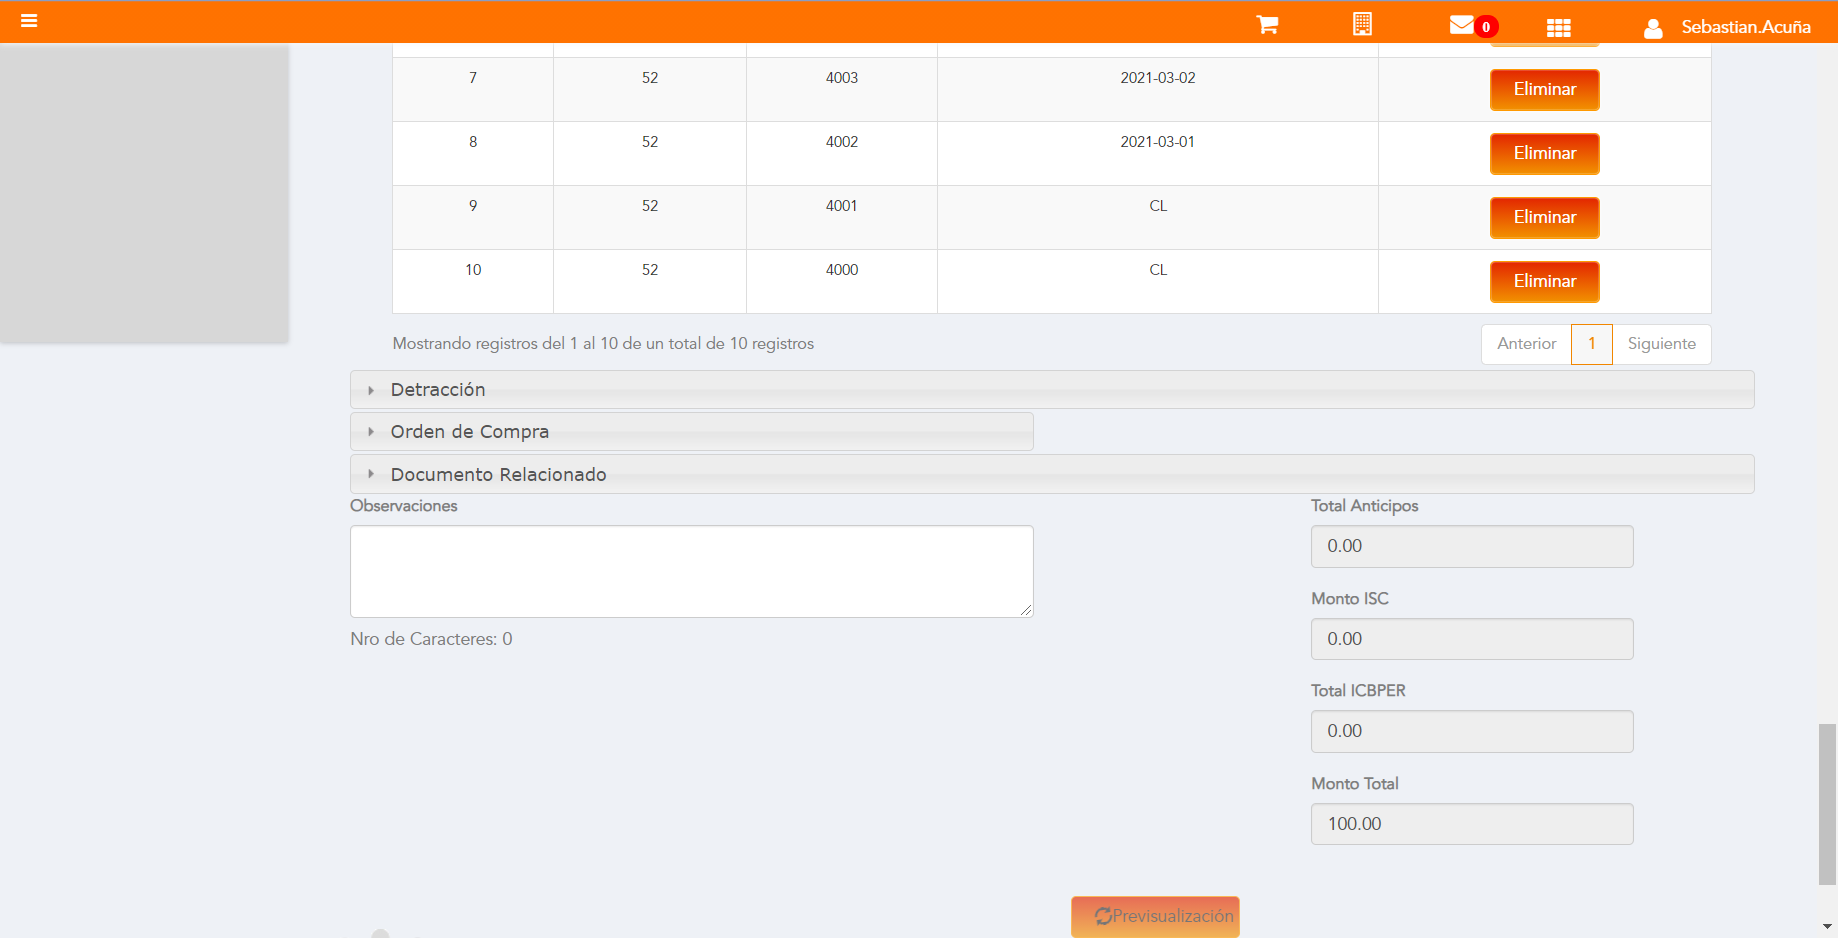 0 Sebastian.Acuña
7 52 4003 2021-03-02 Eliminar
8 52 4002 2021-03-01 Eliminar
9 52 4001 CL Eliminar
10 52 4000 CL Eliminar
Mostrando registros del 1 al 10 de un total de 10 registros Anterior 1 Siguiente
Detracción
Orden de Compra
Documento Relacionado
Observaciones
Nro de Caracteres: 0
Total Anticipos
0.00
Monto ISC
0.00
Total ICBPER
0.00
Monto Total
100.00
Previsualización